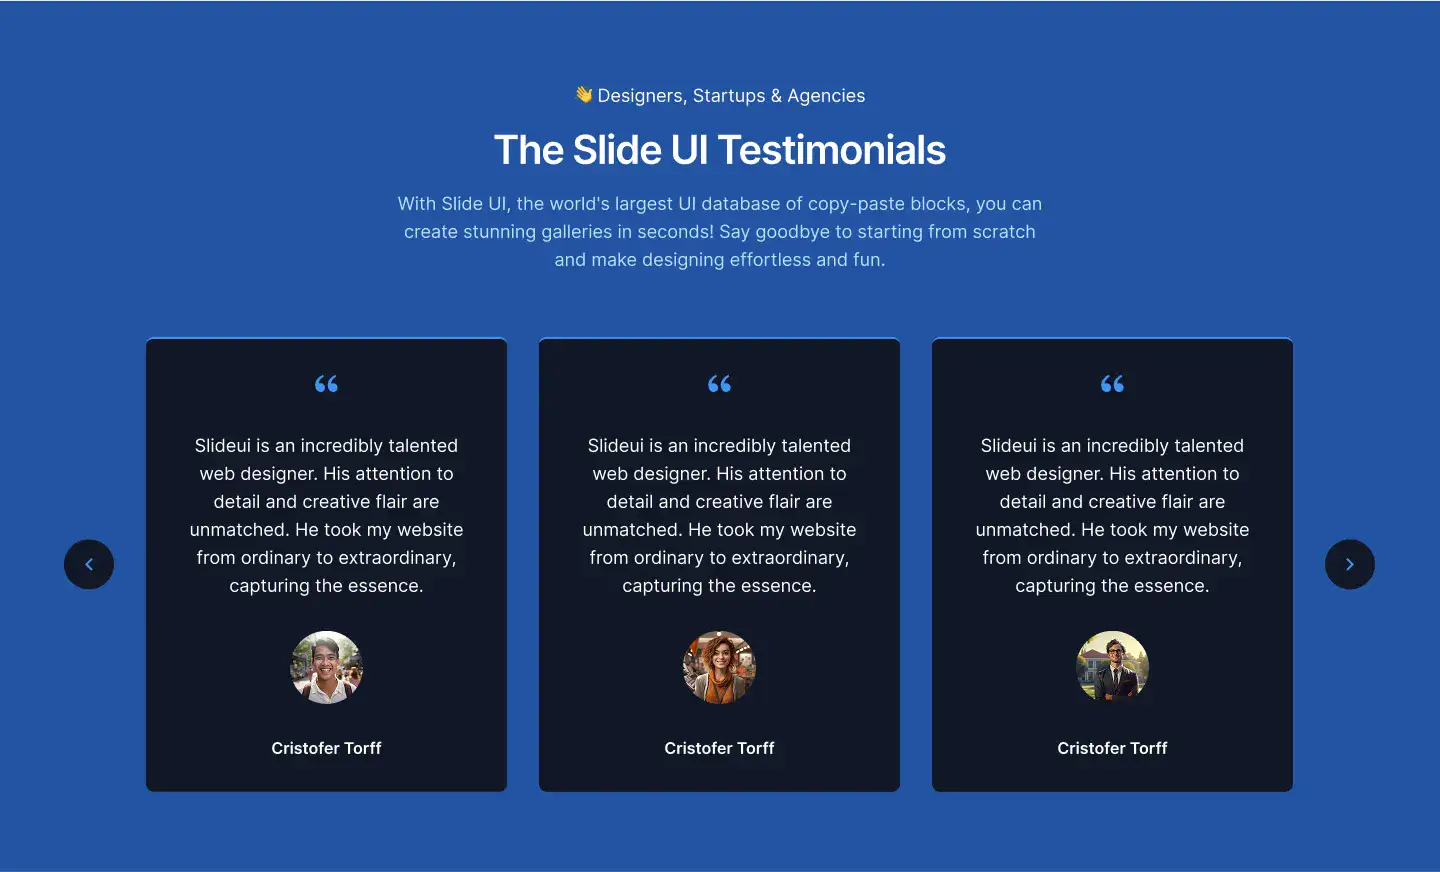 👋 Designers, Startups & Agencies
The Slide UI Testimonials
With Slide UI, the world's largest UI database of copy-paste blocks, you can
create stunning galleries in seconds! Say goodbye to starting from scratch
and make designing effortless and fun.
“
Slideui is an incredibly talented
web designer. His attention to
detail and creative flair are
unmatched. He took my website
from ordinary to extraordinary,
capturing the essence.
Cristofer Torff
“
Slideui is an incredibly talented
web designer. His attention to
detail and creative flair are
unmatched. He took my website
from ordinary to extraordinary,
capturing the essence.
Cristofer Torff
“
Slideui is an incredibly talented
web designer. His attention to
detail and creative flair are
unmatched. He took my website
from ordinary to extraordinary,
capturing the essence.
Cristofer Torff